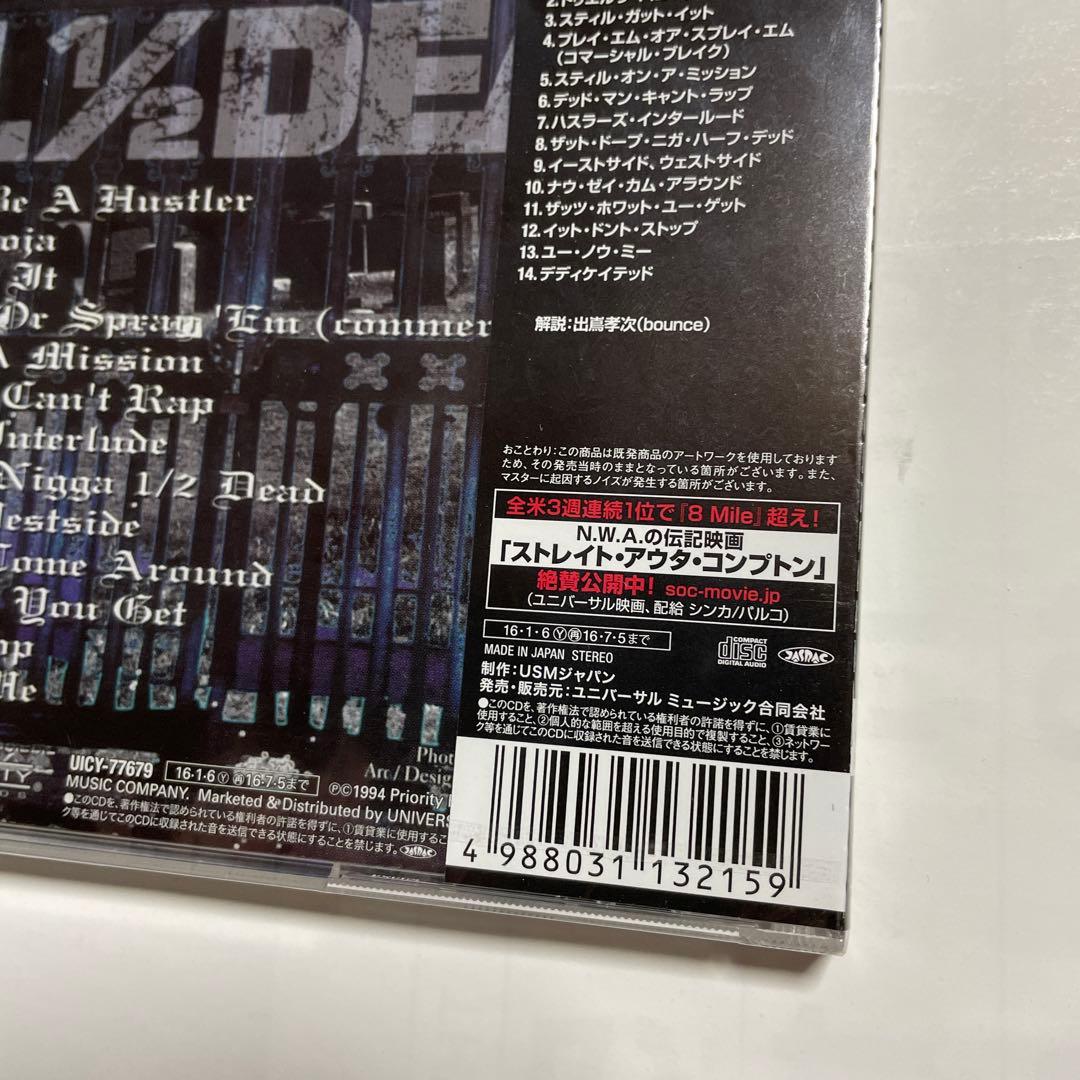 L 1/2 DEA
Be A Hustler
oja
It
Or Spray 'Em (commer
A Mission
Can't Rap
Interlude
Nigga 1/2 Dead
estside
Come Around
You Get
op
Me
Phot
Art/Design
UICY-77679
16・1・6 Ⓨ 再 16・7・5まで
Ⓟ©1994 Priority
MUSIC COMPANY. Marketed & Distributed by UNIVERS
●このCDを、著作権法で認められている権利者の許諾を得ずに、①賃貸業に使用するこ
ク等を通じてこのCDに収録された音を送信できる状態にすることを禁じます。 JASRAC
3.スティル・ガット・イット
4.プレイ・エム・オア・スプレイ・エム
(コマーシャル・ブレイク)
5.スティル・オン・ア・ミッション
6.デッド・マン・キャント・ラップ
7.ハスラーズ・インタールード
8.ザット・ドープ・ニガ・ハーフ・デッド
9.イーストサイド、ウェストサイド
10.ナウ・ゼイ・カム・アラウンド
11.ザッツ・ホワット・ユー・ゲット
12.イット・ドント・ストップ
13.ユー・ノウ・ミー
14.デディケイテッド
解説:出嶌孝次(bounce)
おことわり:この商品は既発商品のアートワークを使用しております
ため、その発売当時のままとなっている箇所がございます。また、
マスターに起因するノイズが発生する箇所がございます。
全米3週連続1位で『8 Mile』超え!
N.W.A.の伝記映画
「ストレイト・アウタ・コンプトン」
絶賛公開中! soc-movie.jp
(ユニバーサル映画、配給 シンカ/パルコ)
16・1・6 Ⓨ 再 16・7・5まで
MADE IN JAPAN STEREO
COMPACT disc DIGITAL AUDIO
JASRAC
制作:USMジャパン
発売・販売元:ユニバーサル ミュージック合同会社
●このCDを、著作権法で認められている権利者の許諾を得ずに、①賃貸業に
使用すること、②個人的な範囲を超える使用目的で複製すること、③ネットワー
ク等を通じてこのCDに収録された音を送信できる状態にすることを禁じます。
4 988031 132159